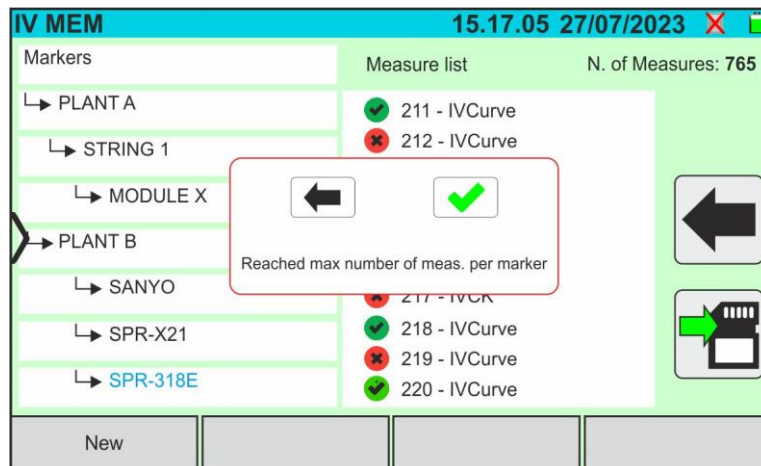 IV MEM
15.17.05 27/07/2023
Markers
PLANT A
STRING 1
MODULE X
PLANT B
SANYO
SPR-X21
SPR-318E
Measure list
N. of Measures: 765
211 - IVCurve
212 - IVCurve
Reached max number of meas. per marker
217 - IVCK
218 - IVCurve
219 - IVCurve
220 - IVCurve
New